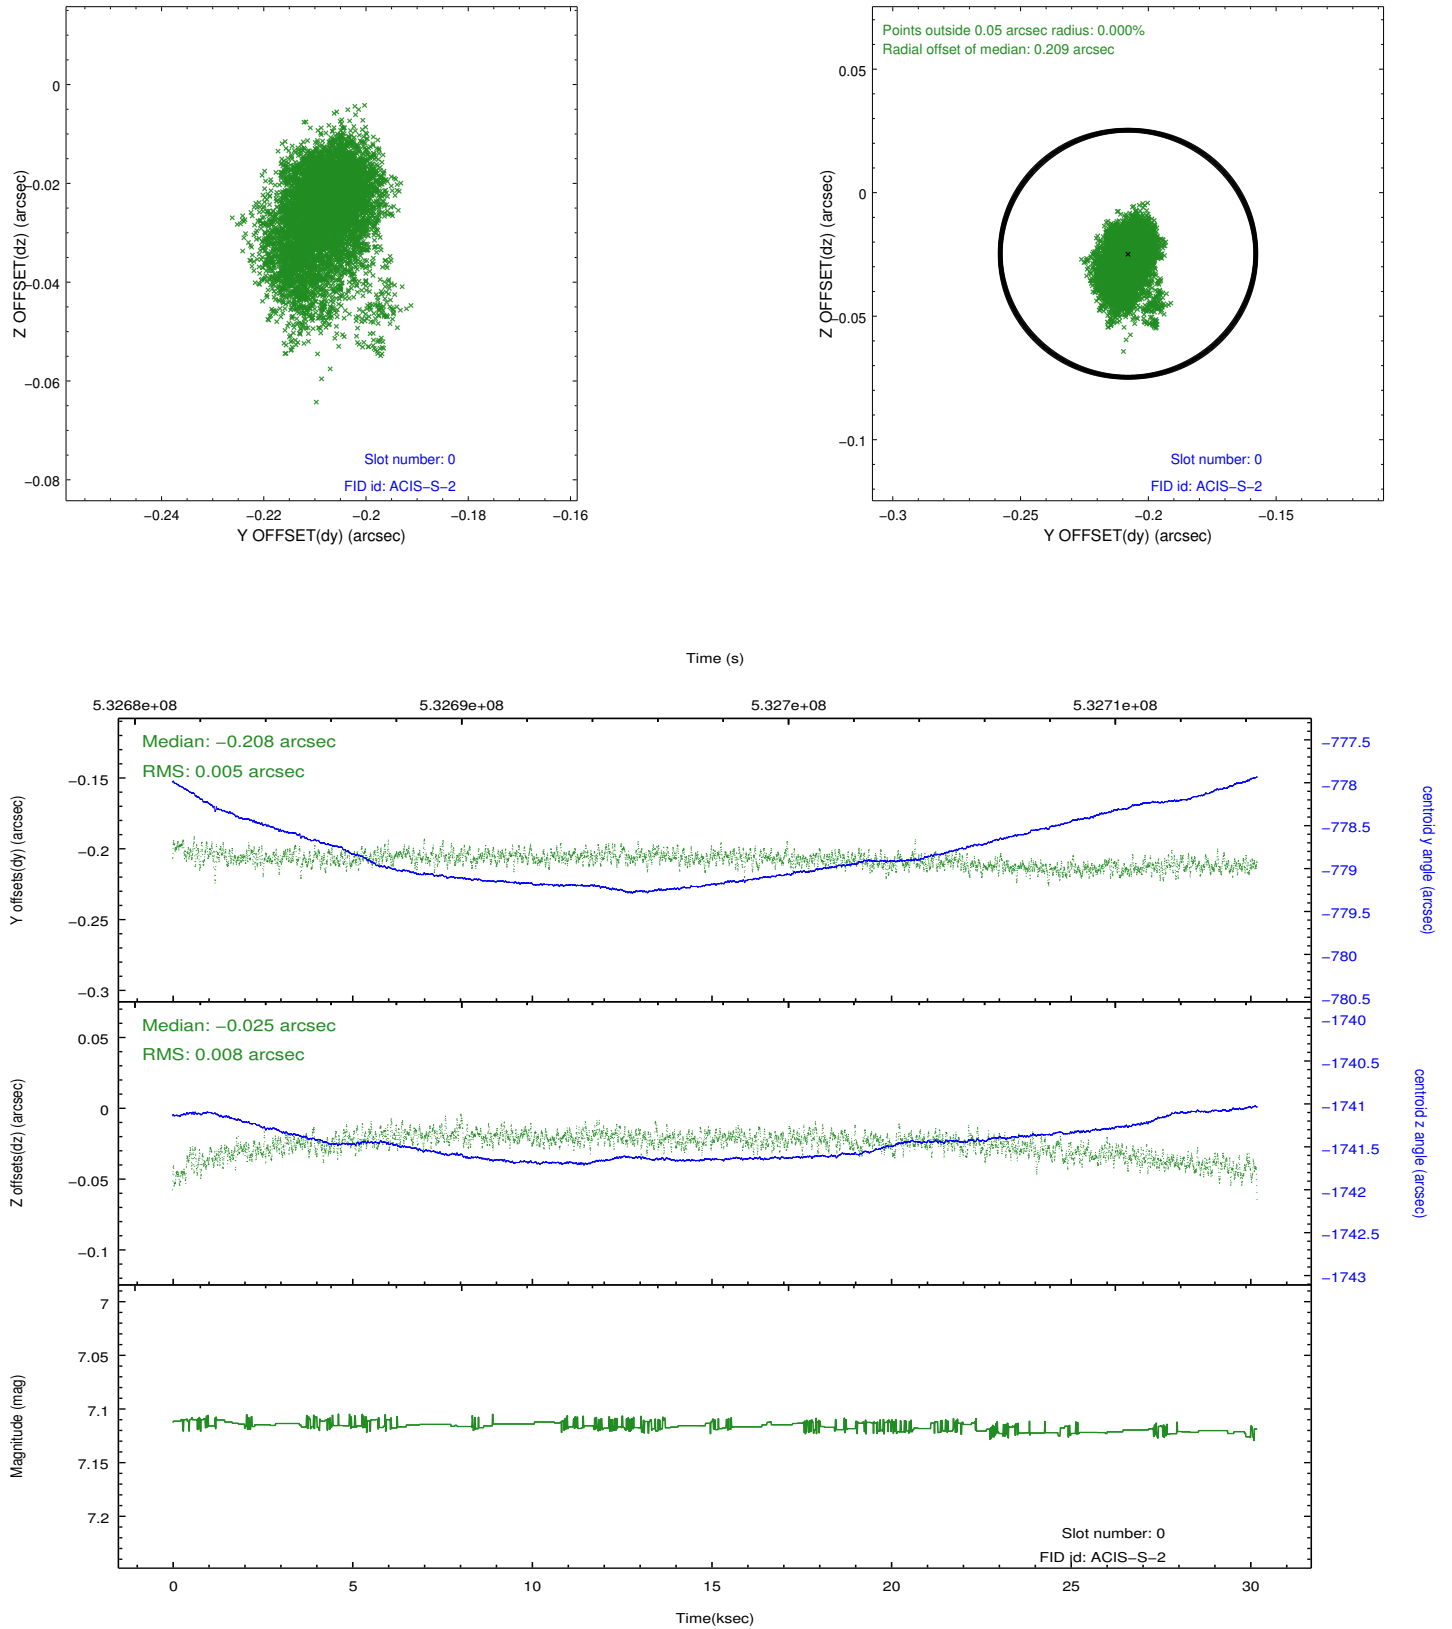 0
−0.02
−0.04
−0.06
−0.08
Z OFFSET(dz) (arcsec)
Slot number: 0
FID id: ACIS−S−2
−0.24
−0.22
−0.2
−0.18
−0.16
Y OFFSET(dy) (arcsec)
Points outside 0.05 arcsec radius: 0.000%
Radial offset of median: 0.209 arcsec
0.05
0
−0.05
−0.1
Z OFFSET(dz) (arcsec)
Slot number: 0
FID id: ACIS−S−2
−0.3
−0.25
−0.2
−0.15
Y OFFSET(dy) (arcsec)
Time (s)
5.3268e+08
5.3269e+08
5.327e+08
5.3271e+08
Median: −0.208 arcsec
RMS: 0.005 arcsec
−0.15
−0.2
−0.25
−0.3
Y offsets(dy) (arcsec)
−777.5
−778
−778.5
−779
−779.5
−780
−780.5
centroid y angle (arcsec)
Median: −0.025 arcsec
RMS: 0.008 arcsec
0.05
0
−0.05
−0.1
Z offsets(dz) (arcsec)
−1740
−1740.5
−1741
−1741.5
−1742
−1742.5
−1743
centroid z angle (arcsec)
7
7.05
7.1
7.15
7.2
Magnitude (mag)
Slot number: 0
FID id: ACIS−S−2
0
5
10
15
20
25
30
Time(ksec)